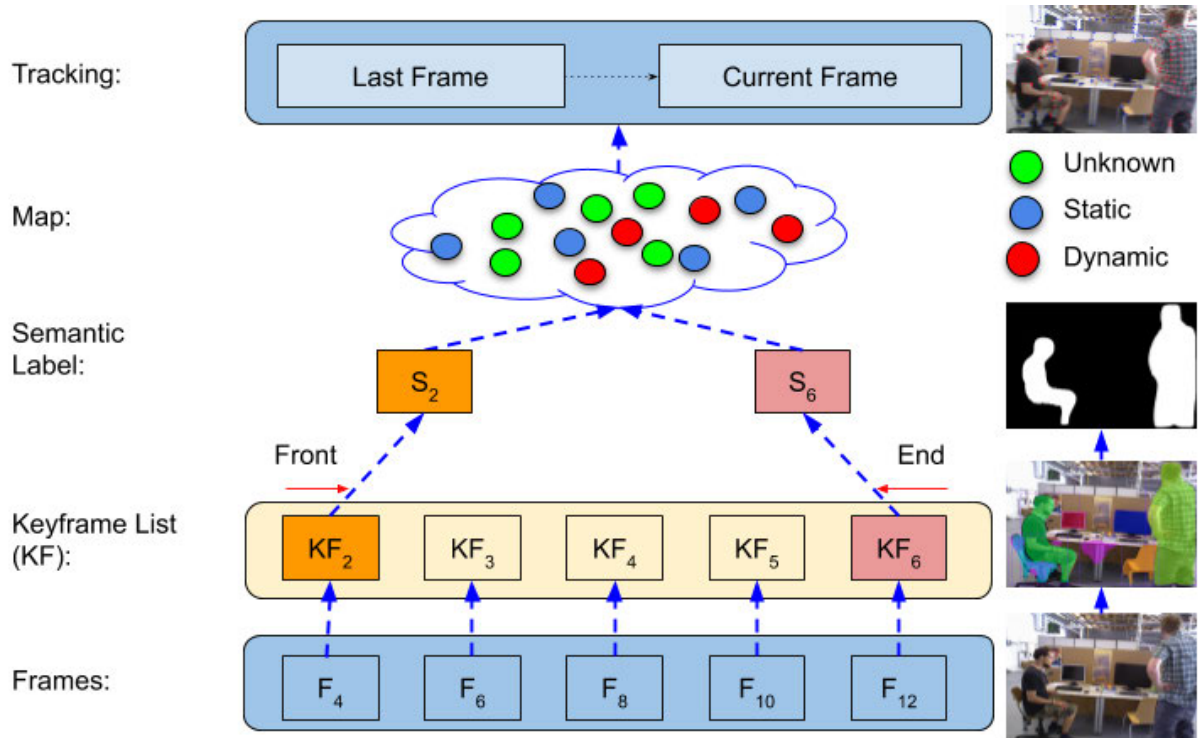 Tracking:
Last Frame
Current Frame
Unknown
Map:
Static
Dynamic
Semantic
Label:
S₂
S₆
Front
End
Keyframe List
(KF):
KF₂
KF₃
KF₄
KF₅
KF₆
Frames:
F₄
F₆
F₈
F₁₀
F₁₂